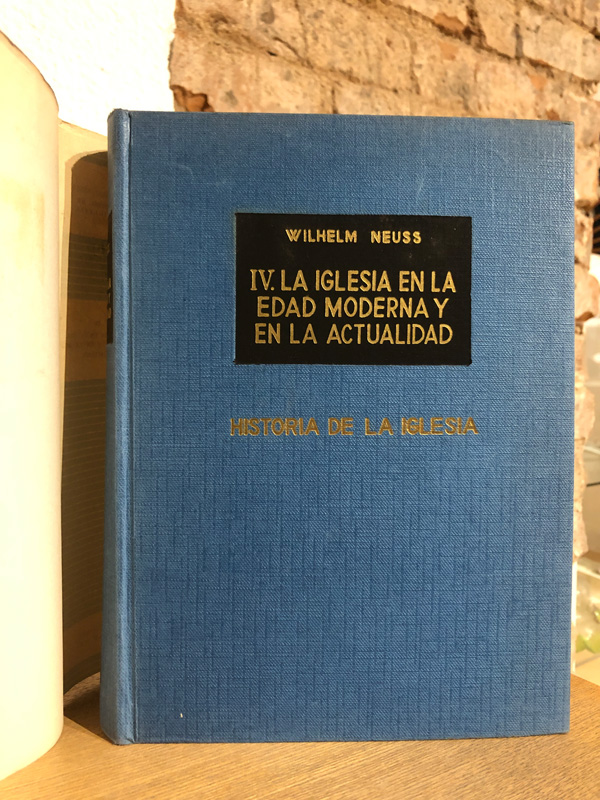 WILHELM NEUSS
IV. LA IGLESIA EN LA
EDAD MODERNA Y
EN LA ACTUALIDAD
HISTORIA DE LA IGLESIA